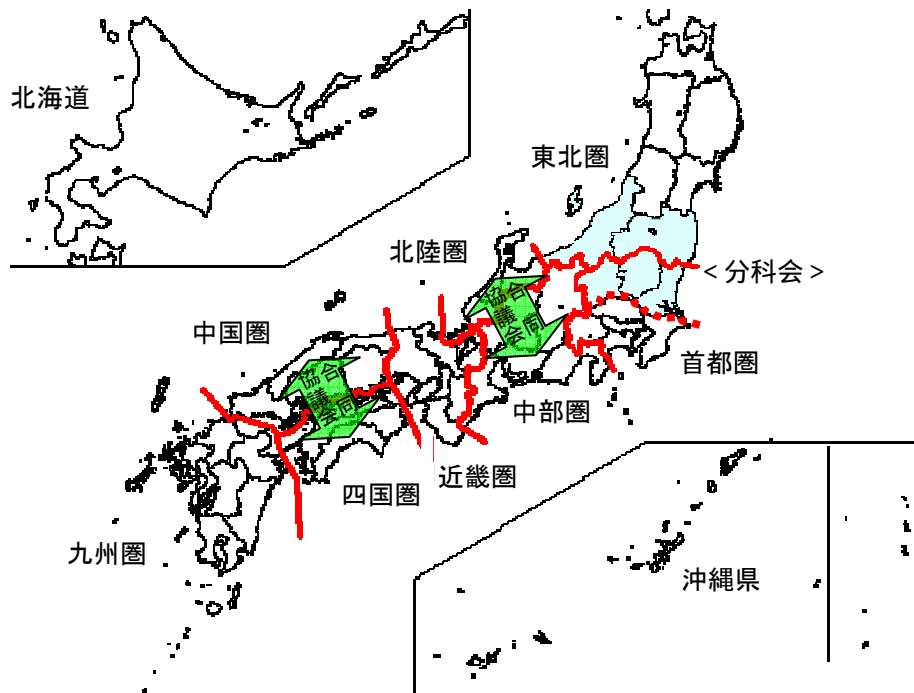 北海道
東北圏
北陸圏
<分科会>
協議会合同
中国圏
首都圏
協議会合同
中部圏
近畿圏
四国圏
九州圏
沖縄県